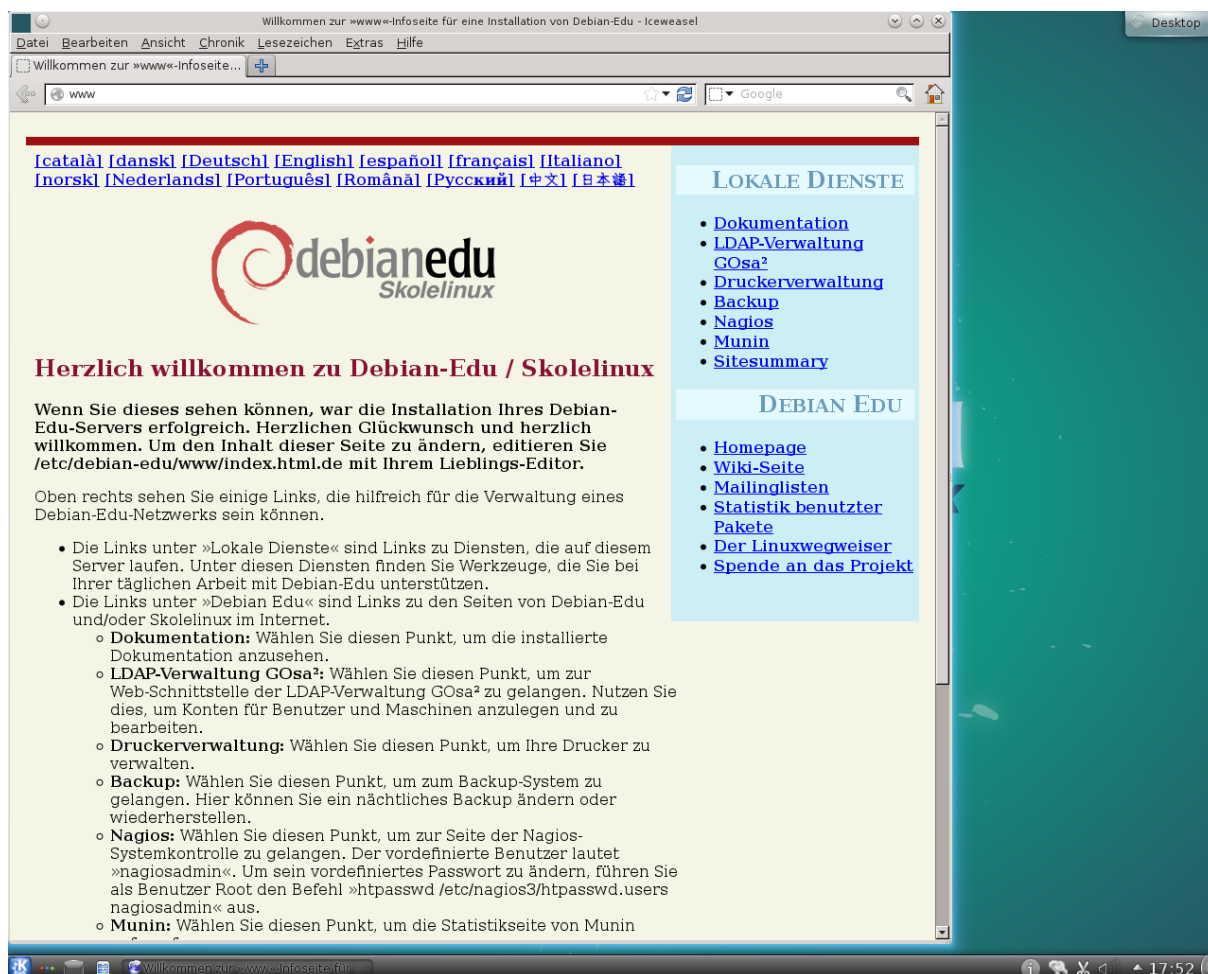 Willkommen zur »www«-Infoseite für eine Installation von Debian-Edu - Iceweasel
Desktop
Datei Bearbeiten Ansicht Chronik Lesezeichen Extras Hilfe
Willkommen zur »www«-Infoseite...
www
Google
[català] [dansk] [Deutsch] [English] [español] [français] [Italiano]
[norsk] [Nederlands] [Português] [Română] [Русский] [中文] [日本語]
debianedu
Skolelinux
Herzlich willkommen zu Debian-Edu / Skolelinux
Wenn Sie dieses sehen können, war die Installation Ihres Debian-
Edu-Servers erfolgreich. Herzlichen Glückwunsch und herzlich
willkommen. Um den Inhalt dieser Seite zu ändern, editieren Sie
/etc/debian-edu/www/index.html.de mit Ihrem Lieblings-Editor.
Oben rechts sehen Sie einige Links, die hilfreich für die Verwaltung eines
Debian-Edu-Netzwerks sein können.
Die Links unter »Lokale Dienste« sind Links zu Diensten, die auf diesem
Server laufen. Unter diesen Diensten finden Sie Werkzeuge, die Sie bei
Ihrer täglichen Arbeit mit Debian-Edu unterstützen.
Die Links unter »Debian Edu« sind Links zu den Seiten von Debian-Edu
und/oder Skolelinux im Internet.
Dokumentation: Wählen Sie diesen Punkt, um die installierte
Dokumentation anzusehen.
LDAP-Verwaltung GOsa²: Wählen Sie diesen Punkt, um zur
Web-Schnittstelle der LDAP-Verwaltung GOsa² zu gelangen. Nutzen Sie
dies, um Konten für Benutzer und Maschinen anzulegen und zu
bearbeiten.
Druckerverwaltung: Wählen Sie diesen Punkt, um Ihre Drucker zu
verwalten.
Backup: Wählen Sie diesen Punkt, um zum Backup-System zu
gelangen. Hier können Sie ein nächtliches Backup ändern oder
wiederherstellen.
Nagios: Wählen Sie diesen Punkt, um zur Seite der Nagios-
Systemkontrolle zu gelangen. Der vordefinierte Benutzer lautet
»nagiosadmin«. Um sein vordefiniertes Passwort zu ändern, führen Sie
als Benutzer Root den Befehl »htpasswd /etc/nagios3/htpasswd.users
nagiosadmin« aus.
Munin: Wählen Sie diesen Punkt, um die Statistikseite von Munin
LOKALE DIENSTE
Dokumentation
LDAP-Verwaltung
GOsa²
Druckerverwaltung
Backup
Nagios
Munin
Sitesummary
DEBIAN EDU
Homepage
Wiki-Seite
Mailinglisten
Statistik benutzter
Pakete
Der Linuxwegweiser
Spende an das Projekt
Willkommen zur »www«-Infoseite für
17:52